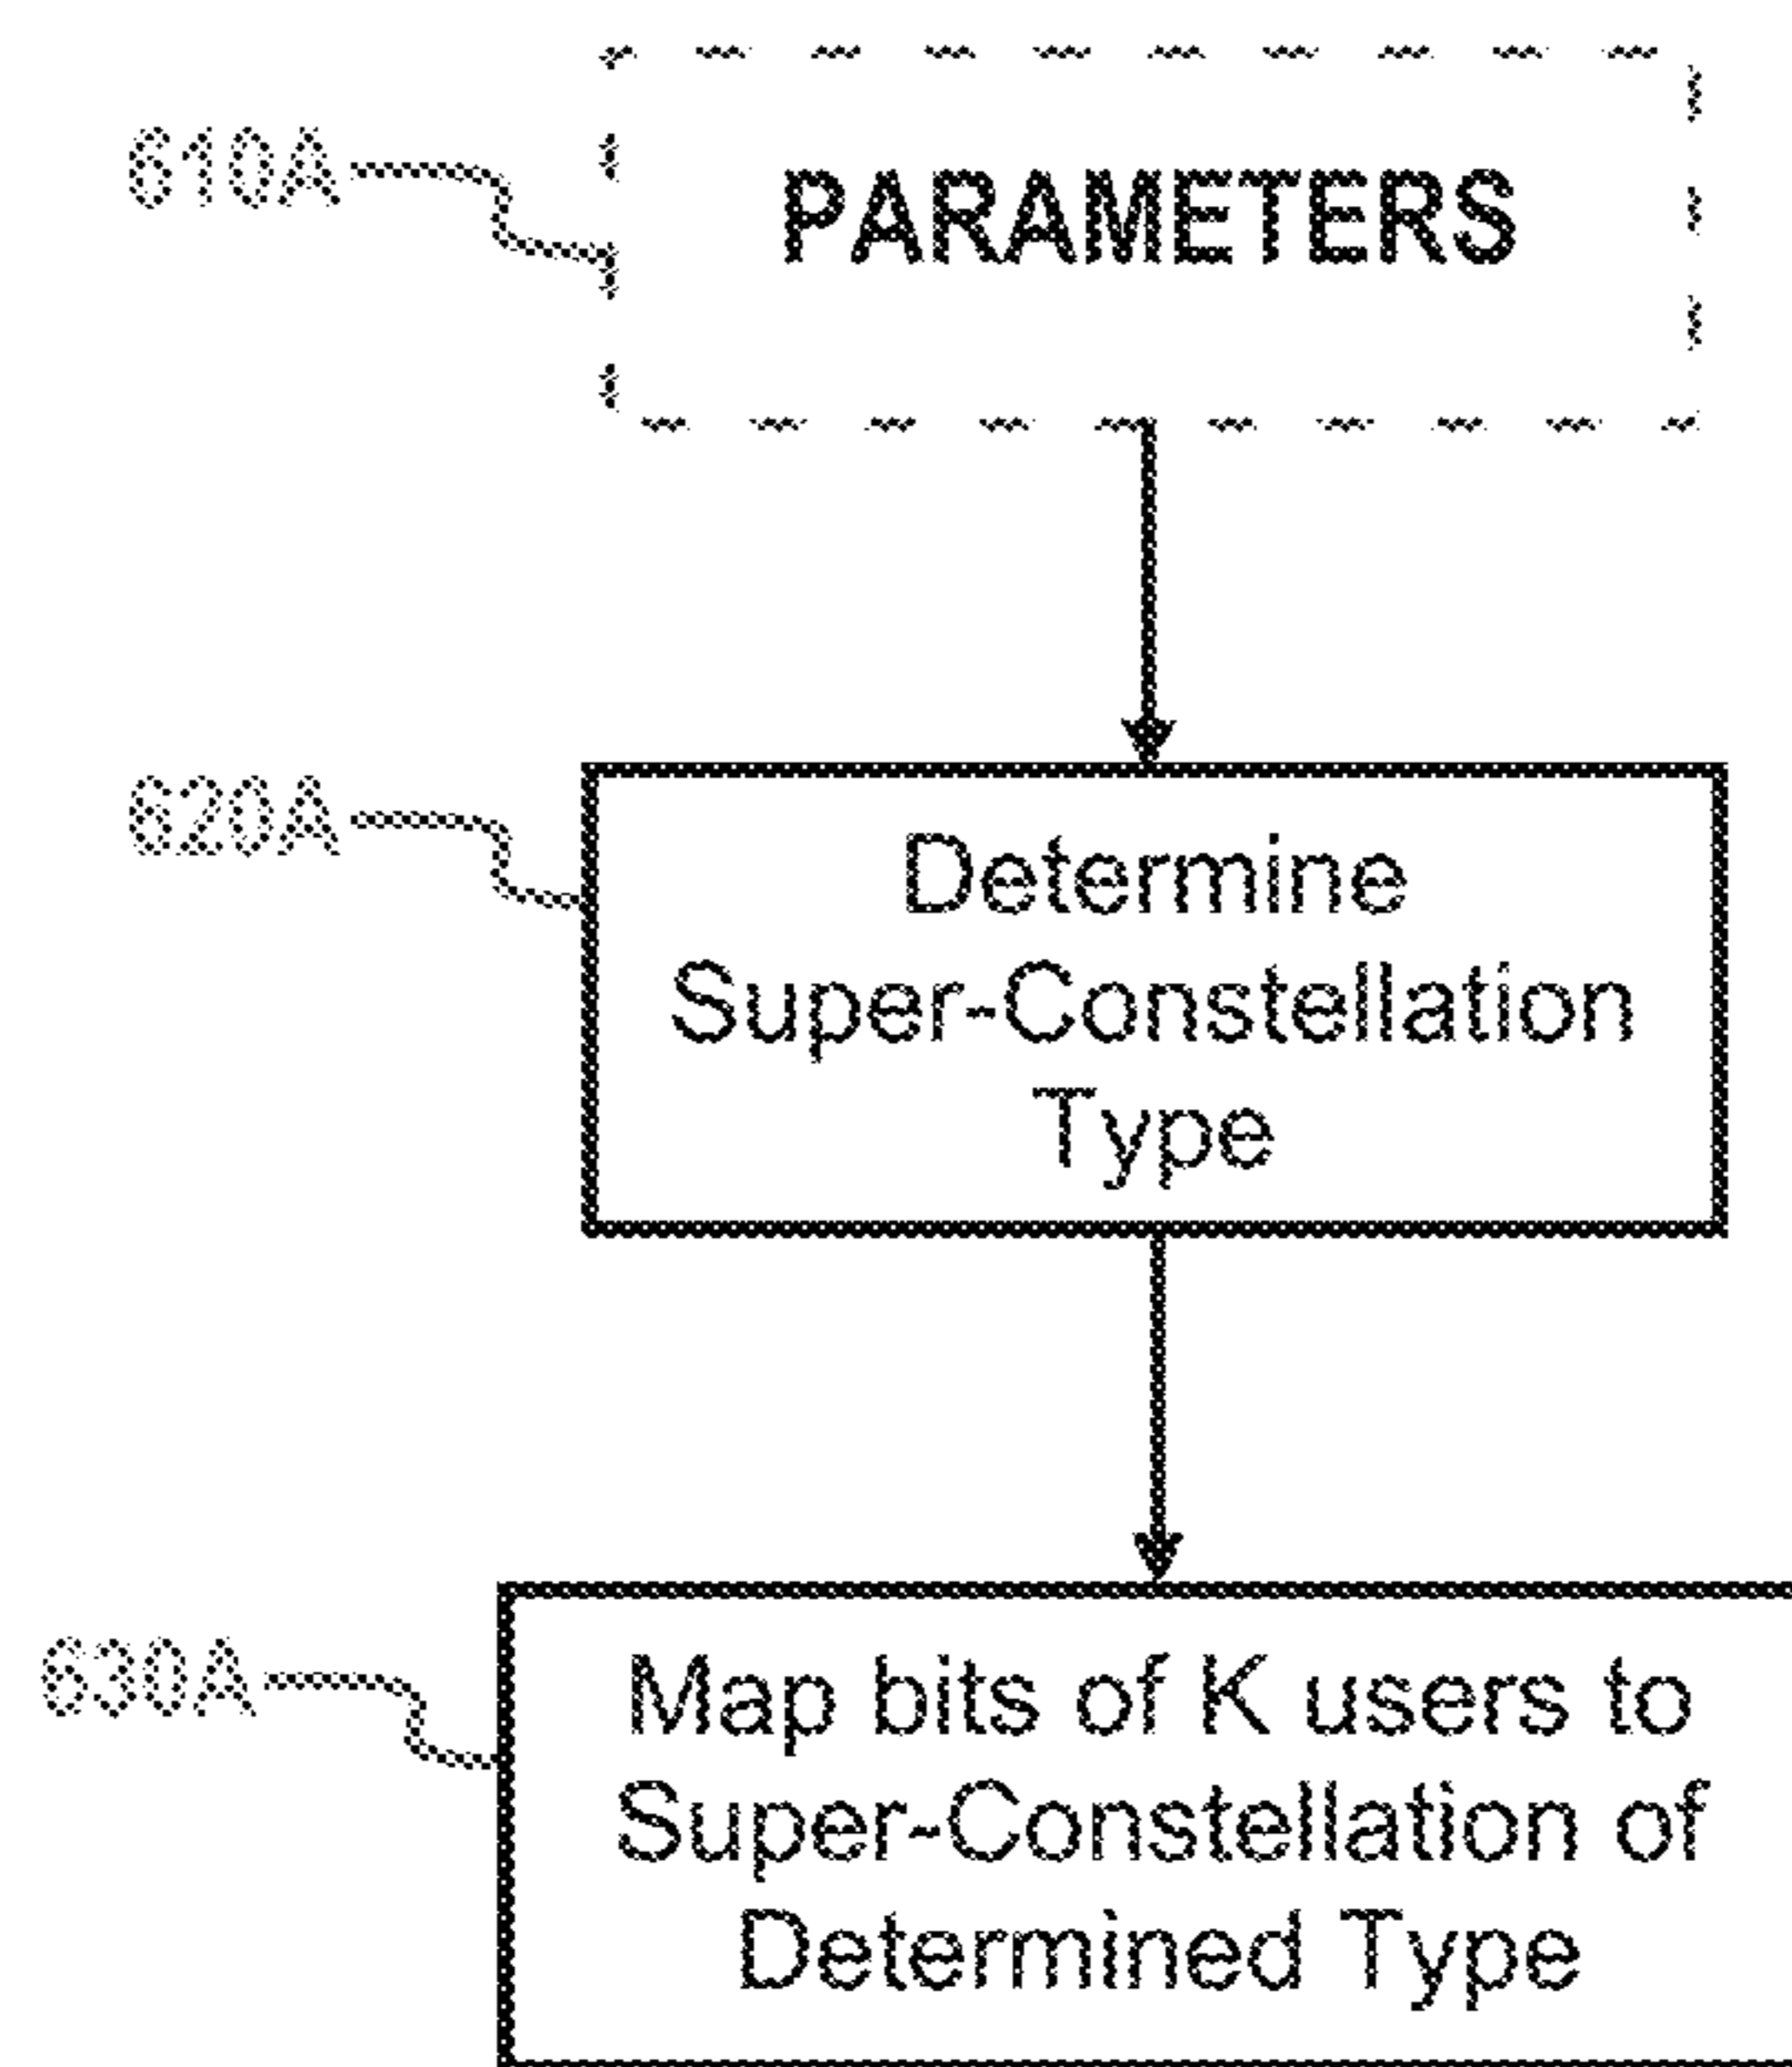 610A
PARAMETERS
620A
Determine
Super-Constellation
Type
630A
Map bits of K users to
Super-Constellation of
Determined Type